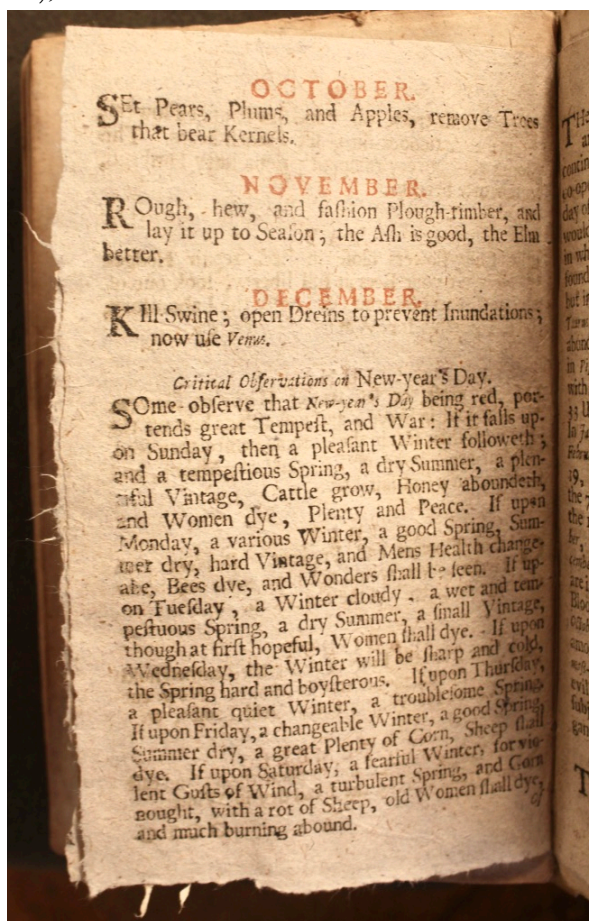 OCTOBER.
SEt Pears, Plums, and Apples, remove Trees
that bear Kernels.
NOVEMBER.
ROugh, hew, and faſhion Plough-timber, and
lay it up to Seaſon; the Aſh is good, the Elm
better.
DECEMBER.
KIll Swine; open Dreins to prevent Inundations;
now uſe Venus.
Critical Obſervations on New-year's Day.
SOme obſerve that New-year's Day being red, por-
tends great Tempeſt, and War: If it falls up-
on Sunday, then a pleaſant Winter followeth;
and a tempeſtious Spring, a dry Summer, a plen-
tiful Vintage, Cattle grow, Honey aboundeth,
and Women dye, Plenty and Peace. If upon
Monday, a various Winter, a good Spring, Sum-
mer dry, hard Vintage, and Mens Health change-
able, Bees dye, and Wonders ſhall be ſeen. If up-
on Tueſday, a Winter cloudy, a wet and tem-
peſtuous Spring, a dry Summer, a ſmall Vintage,
though at firſt hopeful, Women ſhall dye. If upon
Wedneſday, the Winter will be ſharp and cold,
the Spring hard and boyſterous. If upon Thurſday,
a pleaſant quiet Winter, a troubleſome Spring,
If upon Friday, a changeable Winter, a good Spring,
Summer dry, a great Plenty of Corn, Sheep ſhall
dye. If upon Saturday, a fearful Winter, for vio-
lent Guſts of Wind, a turbulent Spring, and Corn
nought, with a rot of Sheep, old Women ſhall dye,
and much burning abound.